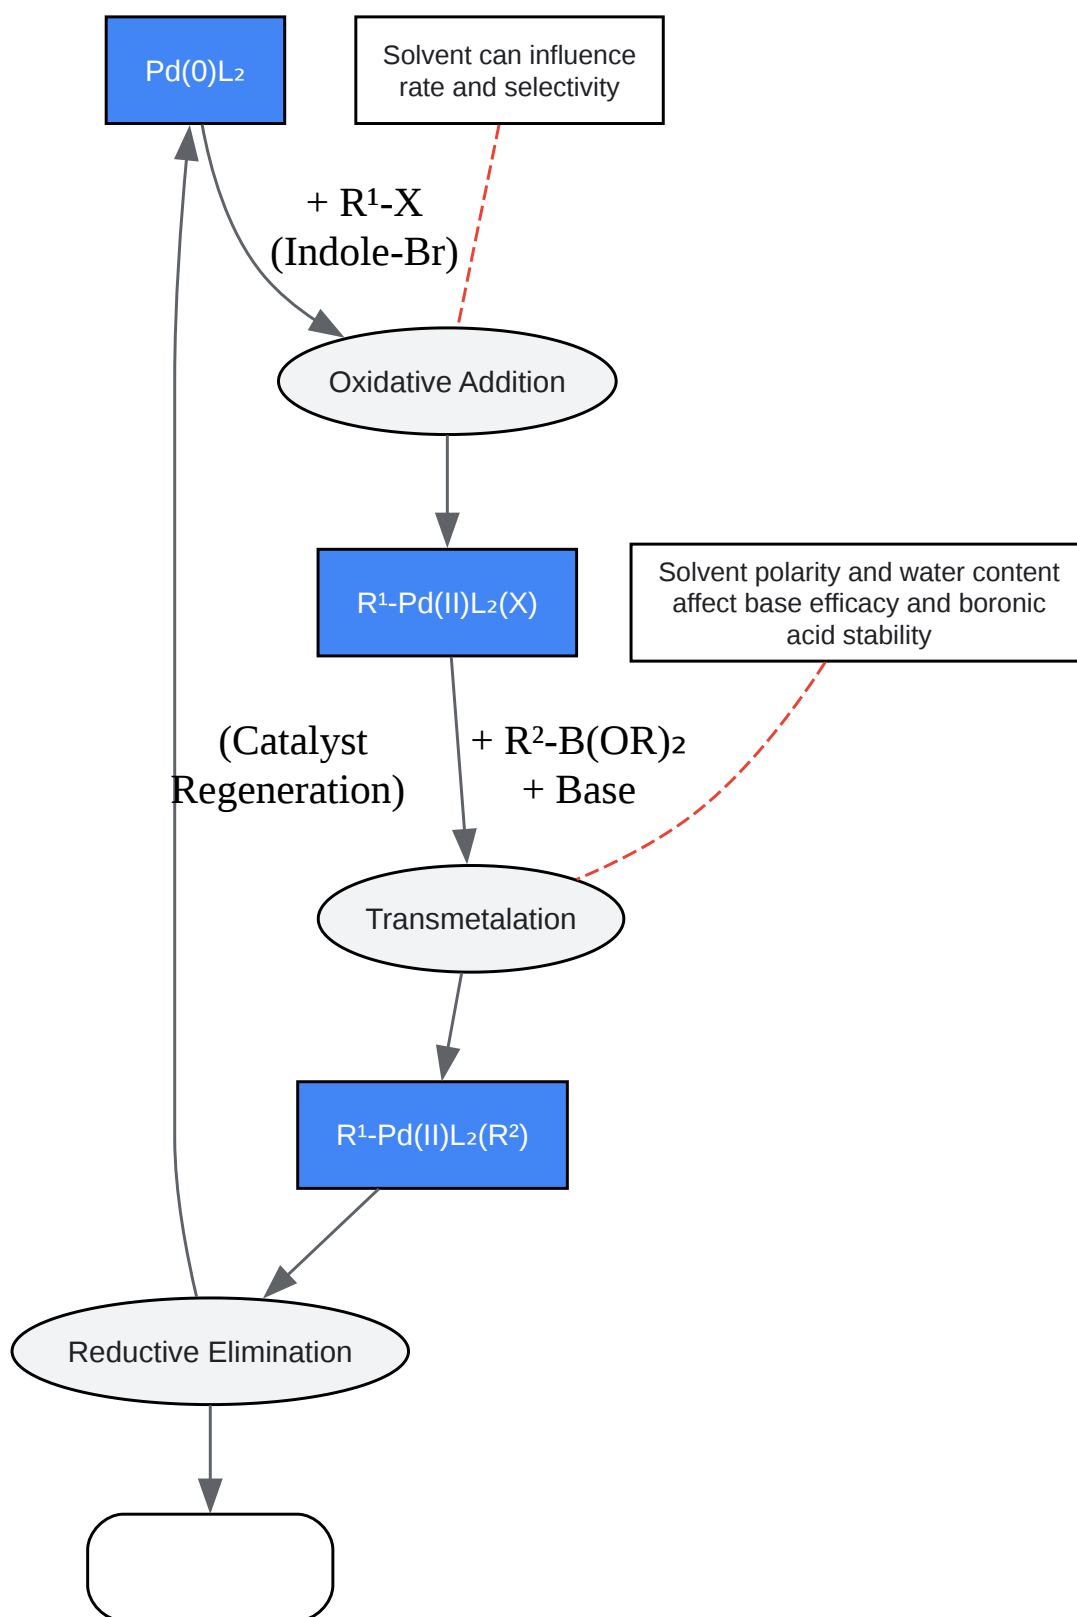 Pd(0)L₂
Solvent can influence
rate and selectivity
+ R¹-X
(Indole-Br)
Oxidative Addition
R¹-Pd(II)L₂(X)
Solvent polarity and water content
affect base efficacy and boronic
acid stability
(Catalyst
Regeneration)
+ R²-B(OR)₂
+ Base
Transmetalation
R¹-Pd(II)L₂(R²)
Reductive Elimination